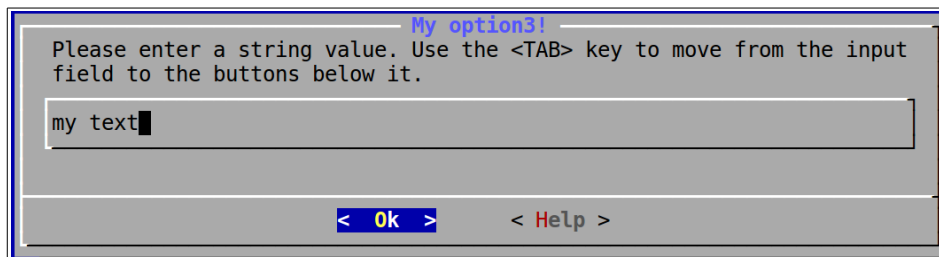 My option3!
Please enter a string value. Use the <TAB> key to move from the input
field to the buttons below it.
my text
< Ok > < Help >